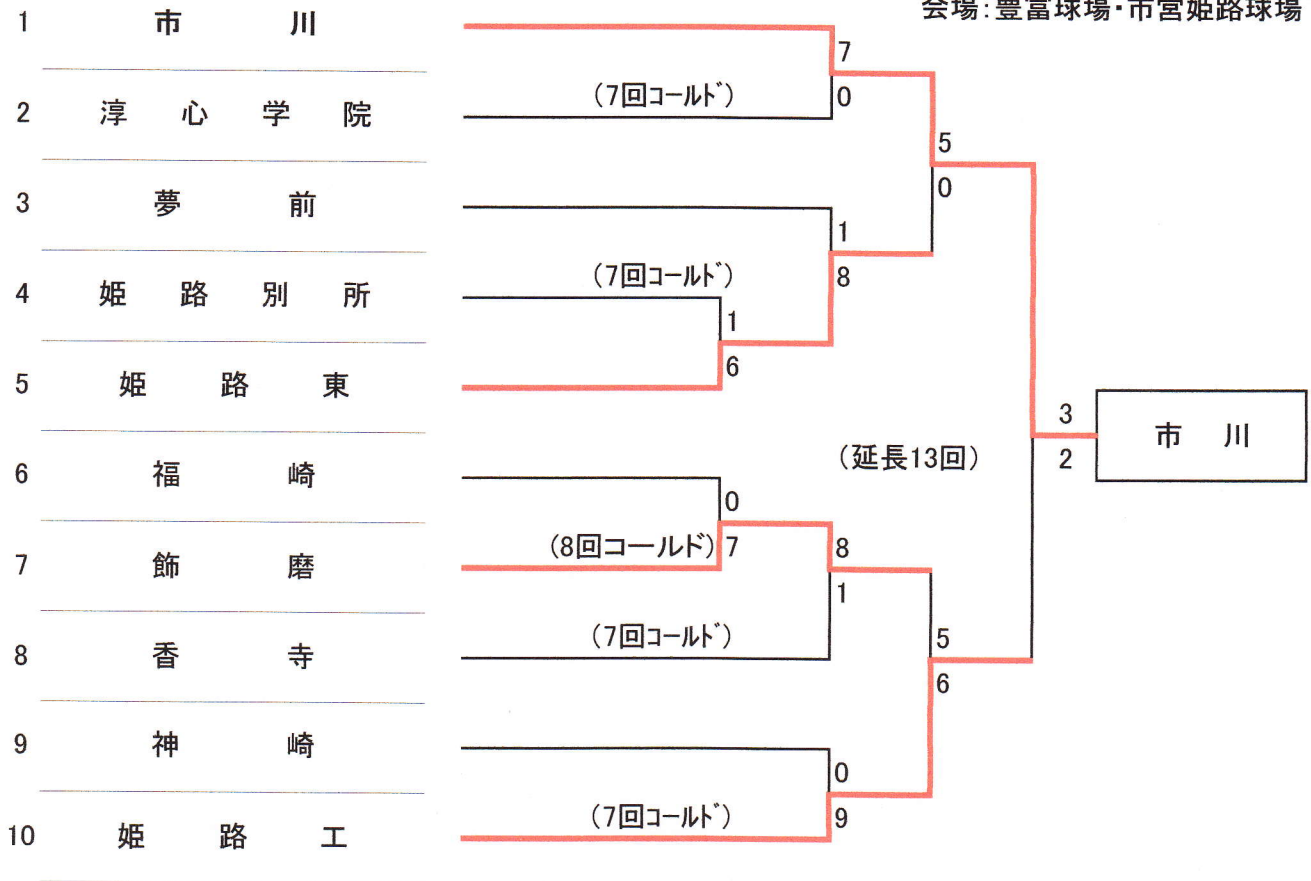 会場：豊富球場・市営姫路球場
1 市川
7
(7回コールド)
0
2 淳心学院
5
0
3 夢前
1
(7回コールド)
8
4 姫路別所
1
6
5 姫路東
3
市川
(延長13回)
2
6 福崎
0
(8回コールド)
7
8
7 飾磨
1
(7回コールド)
8 香寺
5
6
9 神崎
0
(7回コールド)
9
10 姫路工